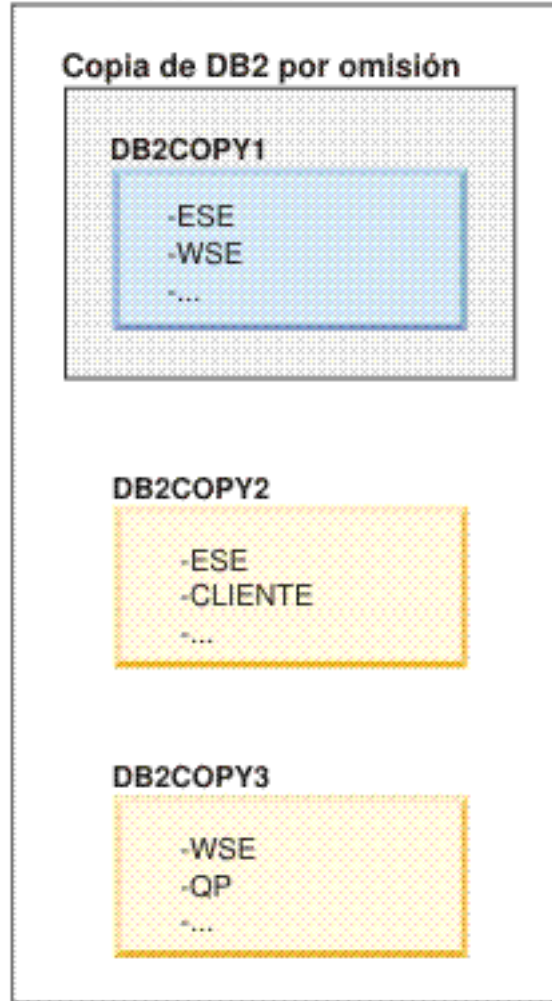 Copia de DB2 por omisión
DB2COPY1
-ESE
-WSE
-...
DB2COPY2
-ESE
-CLIENTE
-...
DB2COPY3
-WSE
-QP
-...